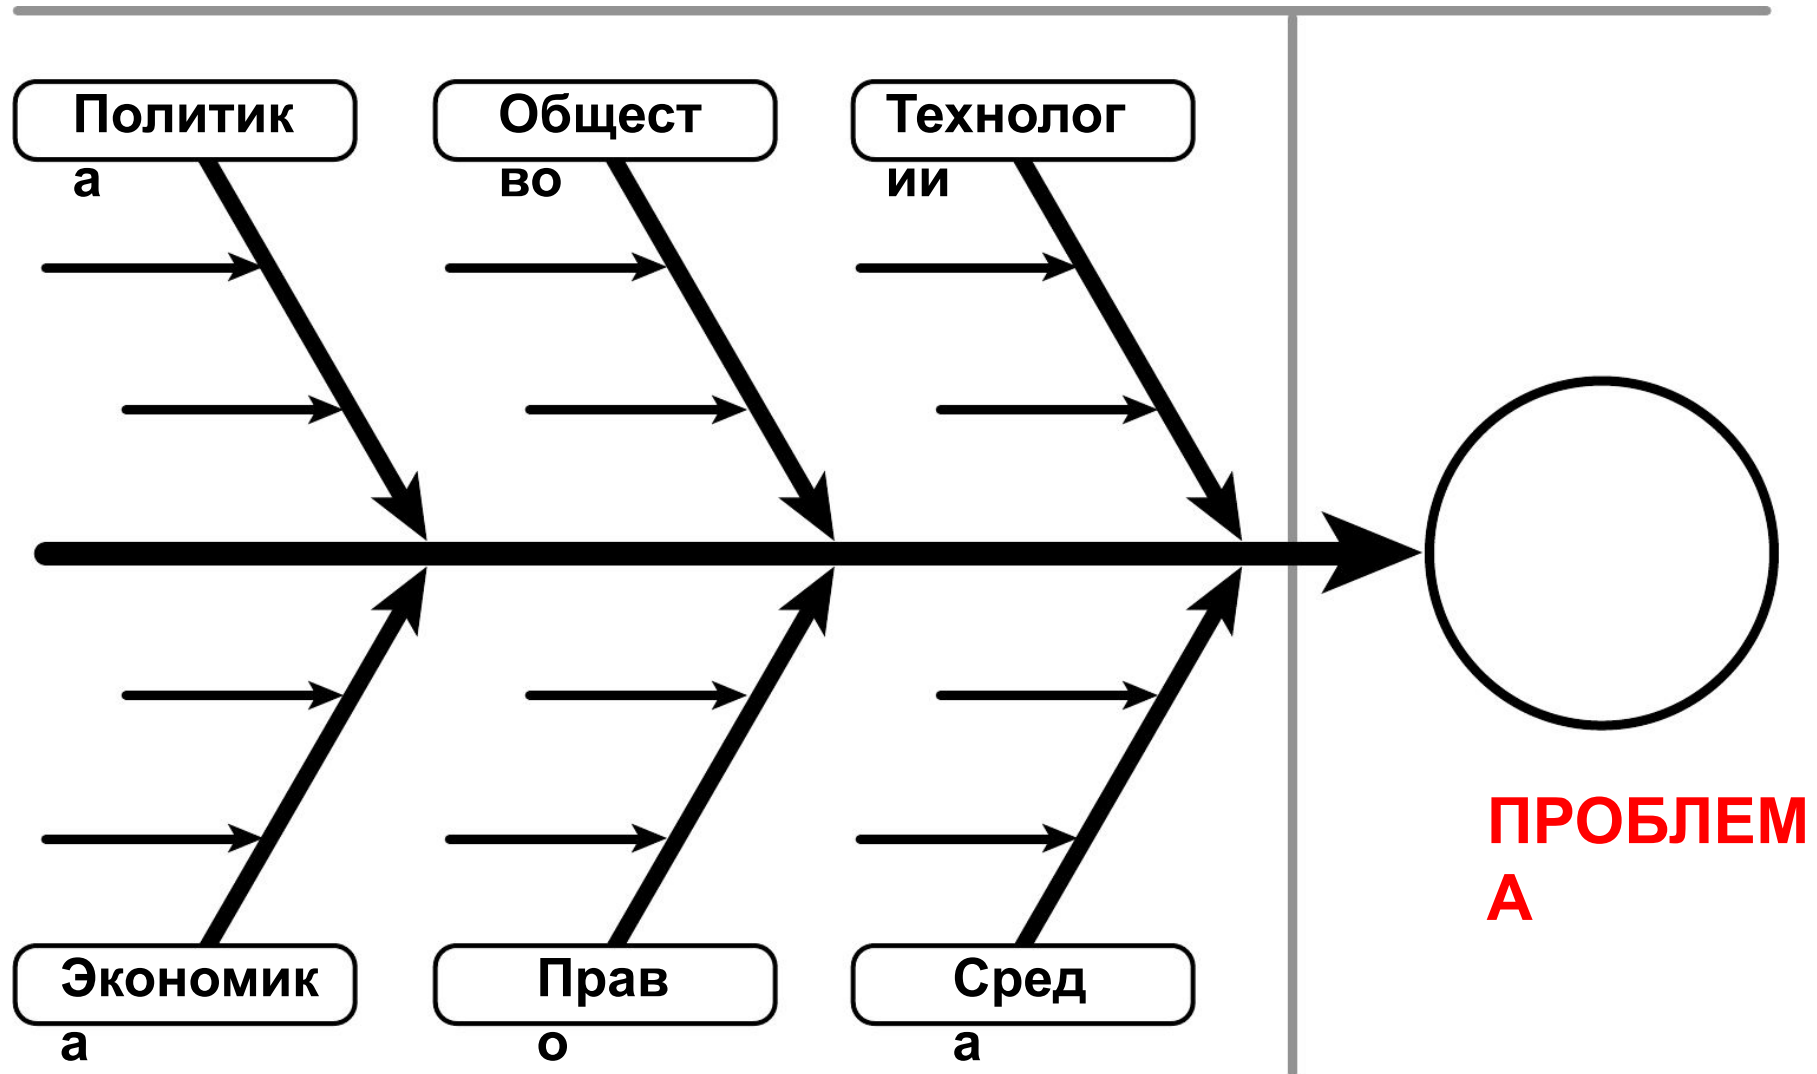 Политик
а
Общест
во
Технолог
ии
ПРОБЛЕМ
А
Экономик
а
Прав
о
Сред
а